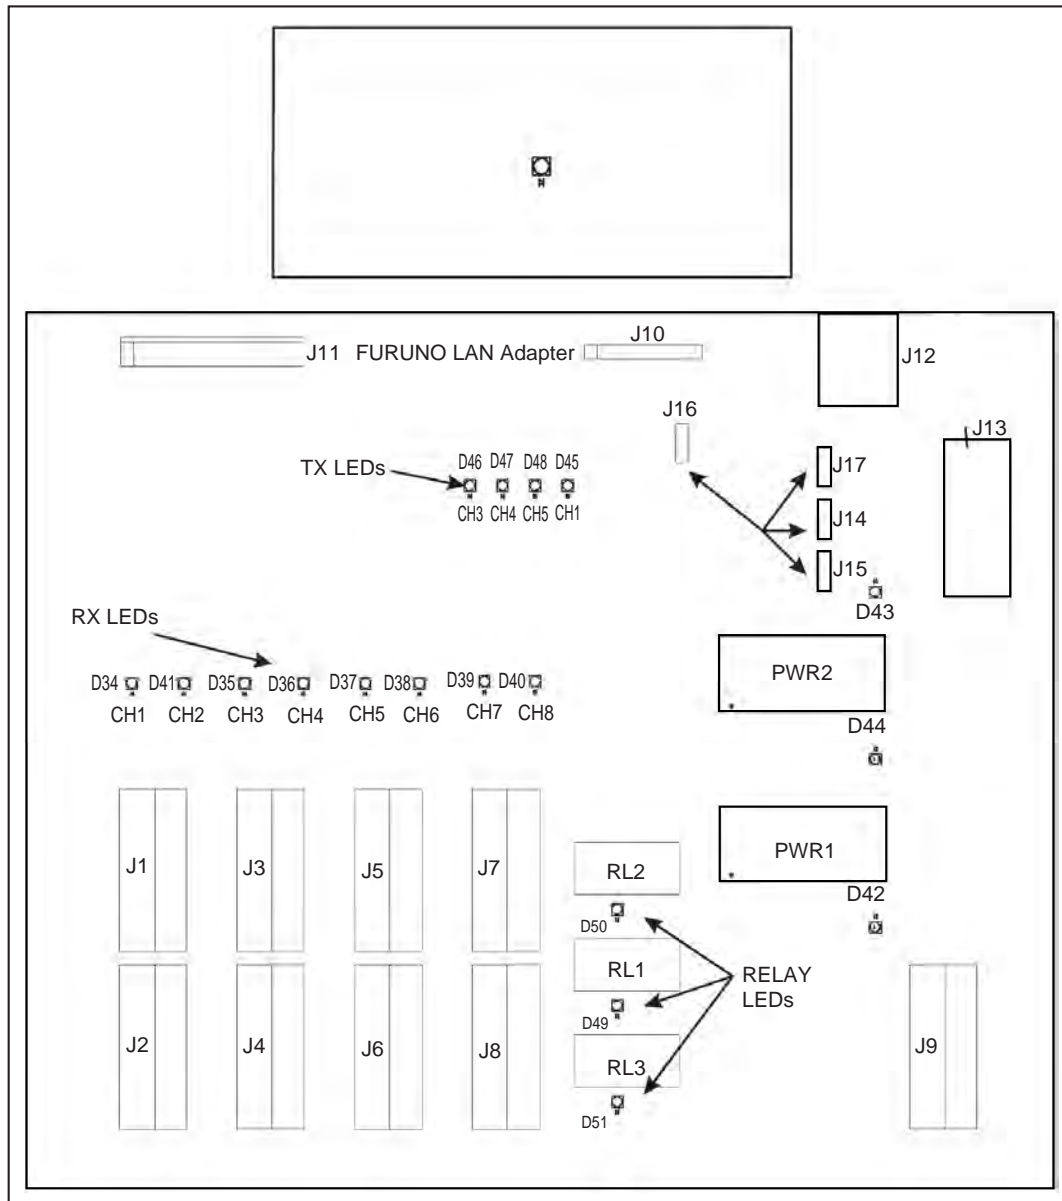 J11 FURUNO LAN Adapter J10
J12
J16
J13
TX LEDs
D46 D47 D48 D45
CH3 CH4 CH5 CH1
J17
J14
J15
D43
RX LEDs
D34 D41 D35 D36 D37 D38 D39 D40
CH1 CH2 CH3 CH4 CH5 CH6 CH7 CH8
PWR2
D44
J1 J3 J5 J7
RL2
PWR1
D42
D50
RL1
RELAY
LEDs
D49
J2 J4 J6 J8
RL3
J9
D51